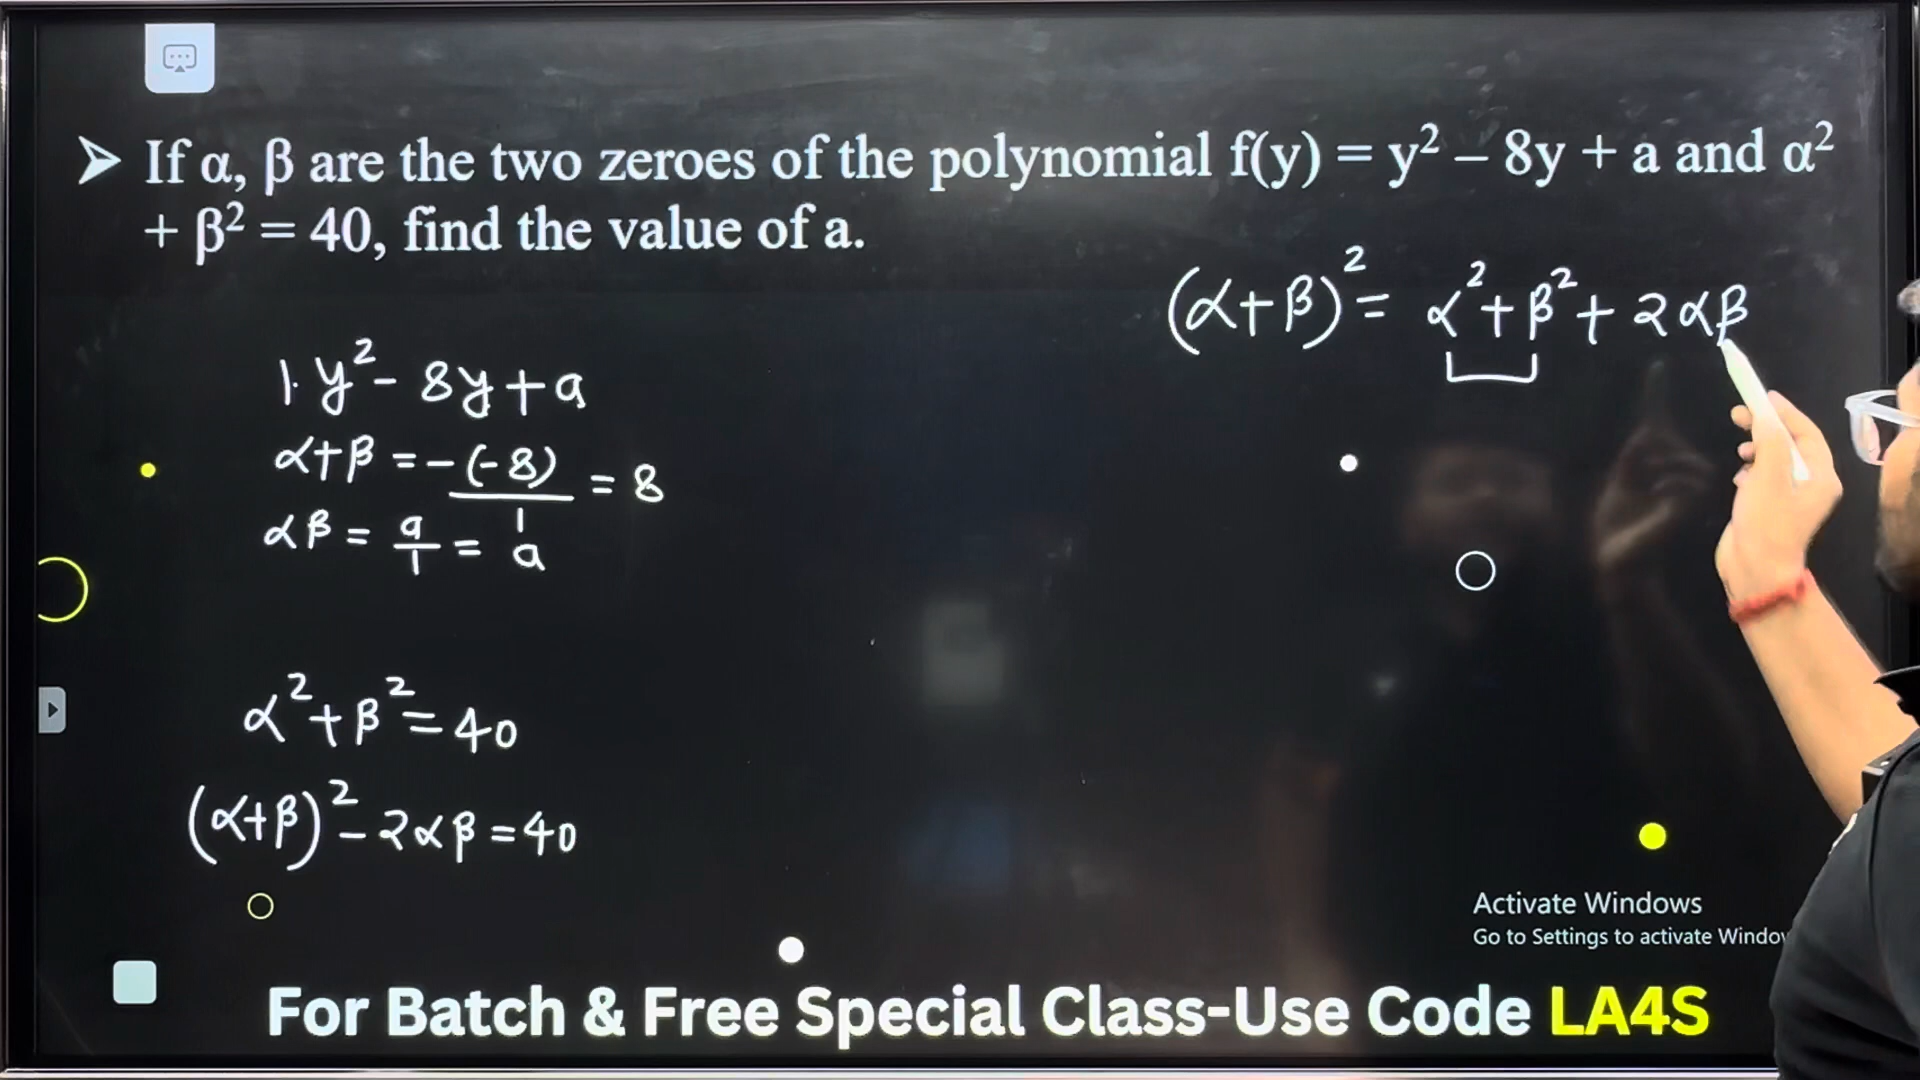 ➤ If α, β are the two zeroes of the polynomial f(y) = y² – 8y + a and α²
+ β² = 40, find the value of a.
(α+β)² = α²+β²+2αβ
1.y²-8y+a
α+β = -(-8)/1 = 8
αβ = a/1 = a
α²+β²=40
(α+β)²-2αβ=40
Activate Windows
Go to Settings to activate Window
For Batch & Free Special Class-Use Code LA4S